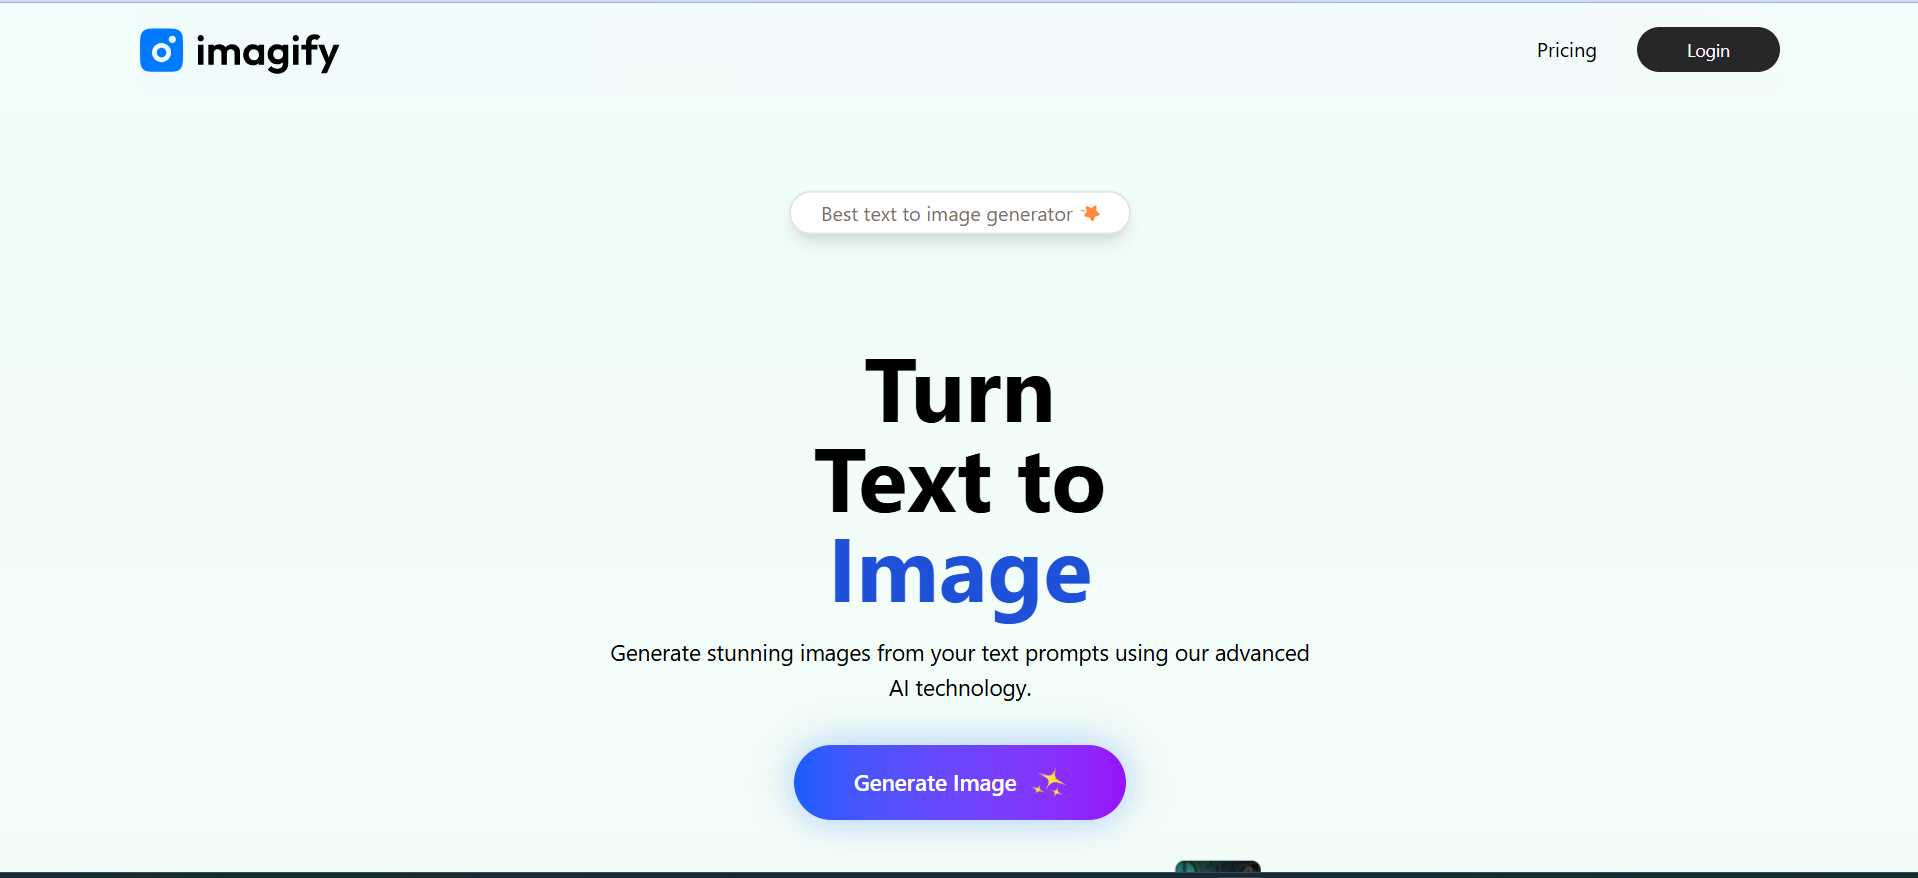 imagify
Pricing
Login
Best text to image generator
Turn
Text to
Image
Generate stunning images from your text prompts using our advanced
AI technology.
Generate Image